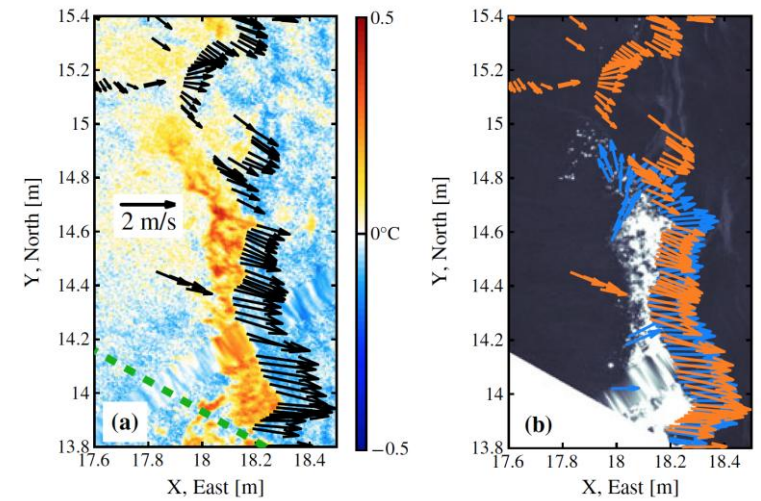 15.4
15.2
15
14.8
14.6
14.4
14.2
14
13.8
Y, North [m]
2 m/s
(a)
17.6 17.8 18 18.2 18.4
X, East [m]
0.5
0°C
−0.5
15.4
15.2
15
14.8
14.6
14.4
14.2
14
13.8
Y, North [m]
(b)
17.6 17.8 18 18.2 18.4
X, East [m]